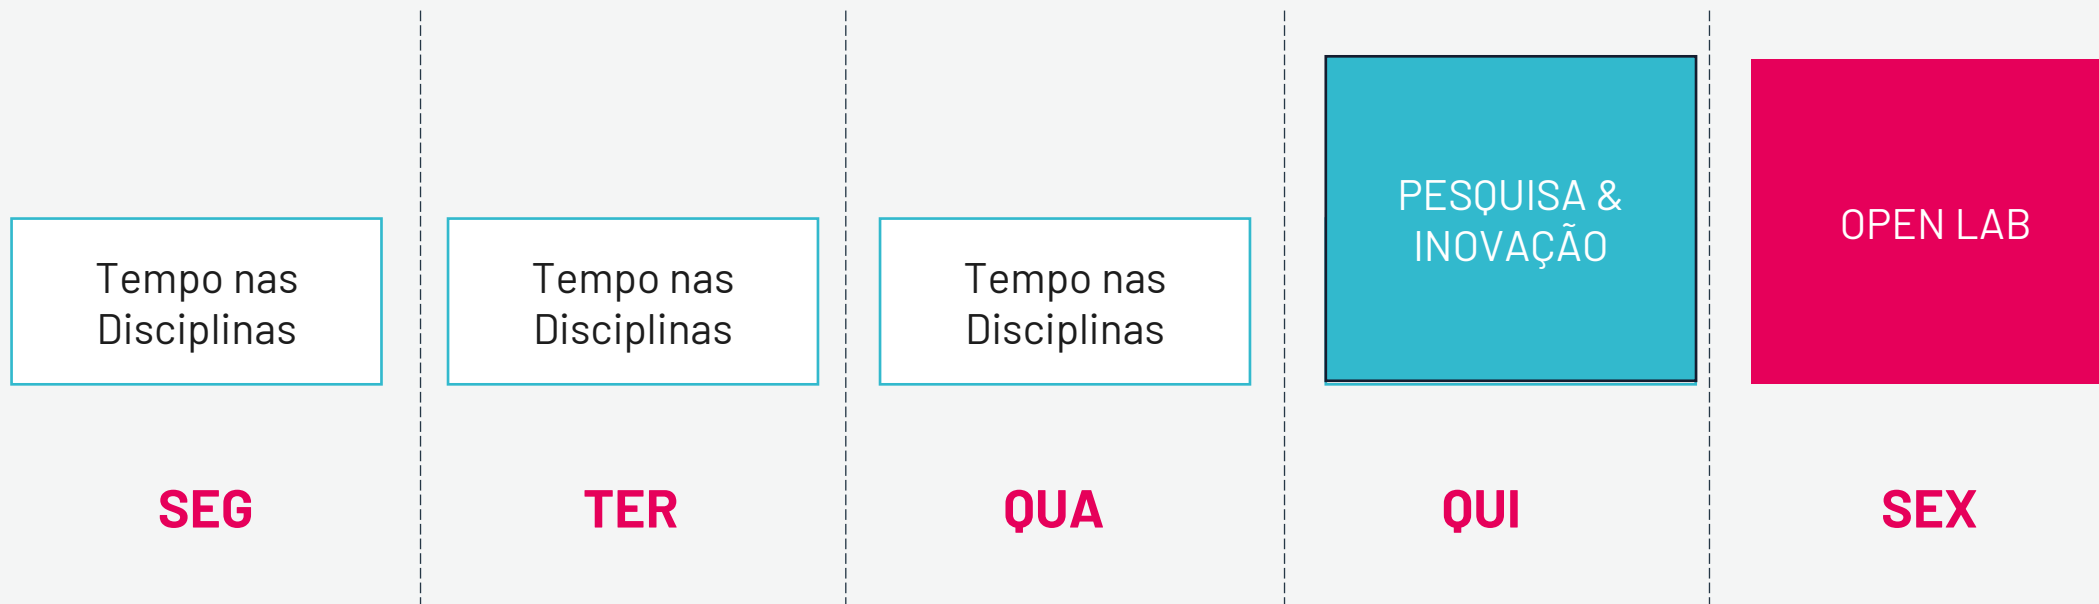 Tempo nas
Disciplinas
Tempo nas
Disciplinas
Tempo nas
Disciplinas
PESQUISA &
INOVAÇÃO
OPEN LAB
SEG
TER
QUA
QUI
SEX